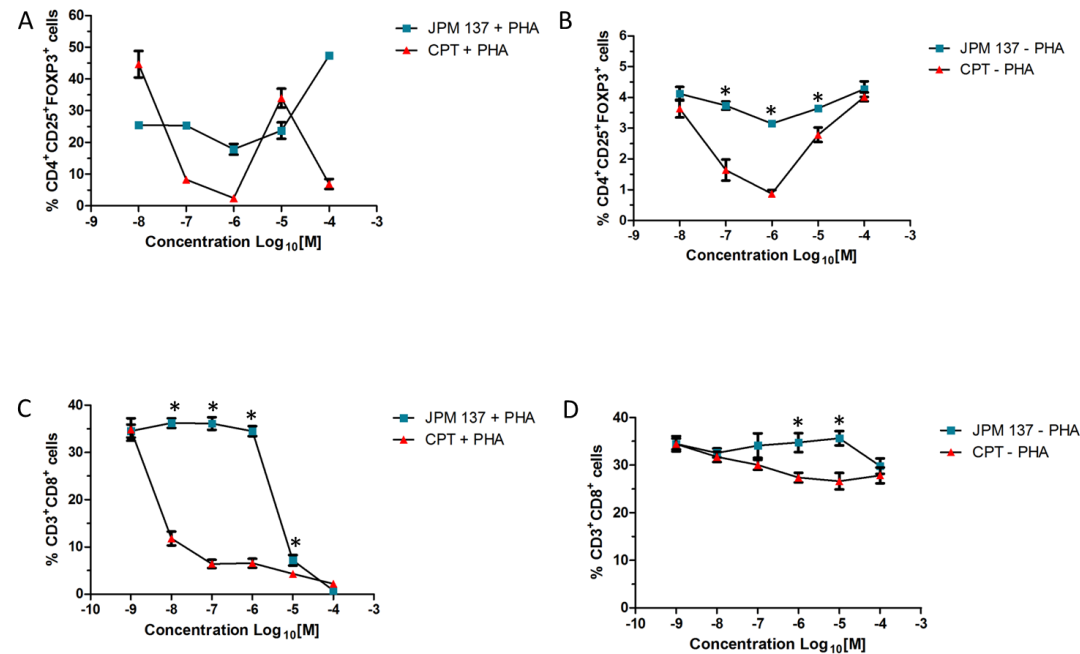 A
% CD4⁺CD25⁺FOXP3⁺ cells
60
50
40
30
20
10
0
-9 -8 -7 -6 -5 -4 -3
Concentration Log₁₀[M]
JPM 137 + PHA
CPT + PHA
B
% CD4⁺CD25⁺FOXP3⁺ cells
6
5
4
3
2
1
0
* * *
-9 -8 -7 -6 -5 -4 -3
Concentration Log₁₀[M]
JPM 137 - PHA
CPT - PHA
C
% CD3⁺CD8⁺ cells
40
30
20
10
0
* * *
*
-10 -9 -8 -7 -6 -5 -4 -3
Concentration Log₁₀[M]
JPM 137 + PHA
CPT + PHA
D
% CD3⁺CD8⁺ cells
40
30
20
10
0
* *
-10 -9 -8 -7 -6 -5 -4 -3
Concentration Log₁₀[M]
JPM 137 - PHA
CPT - PHA